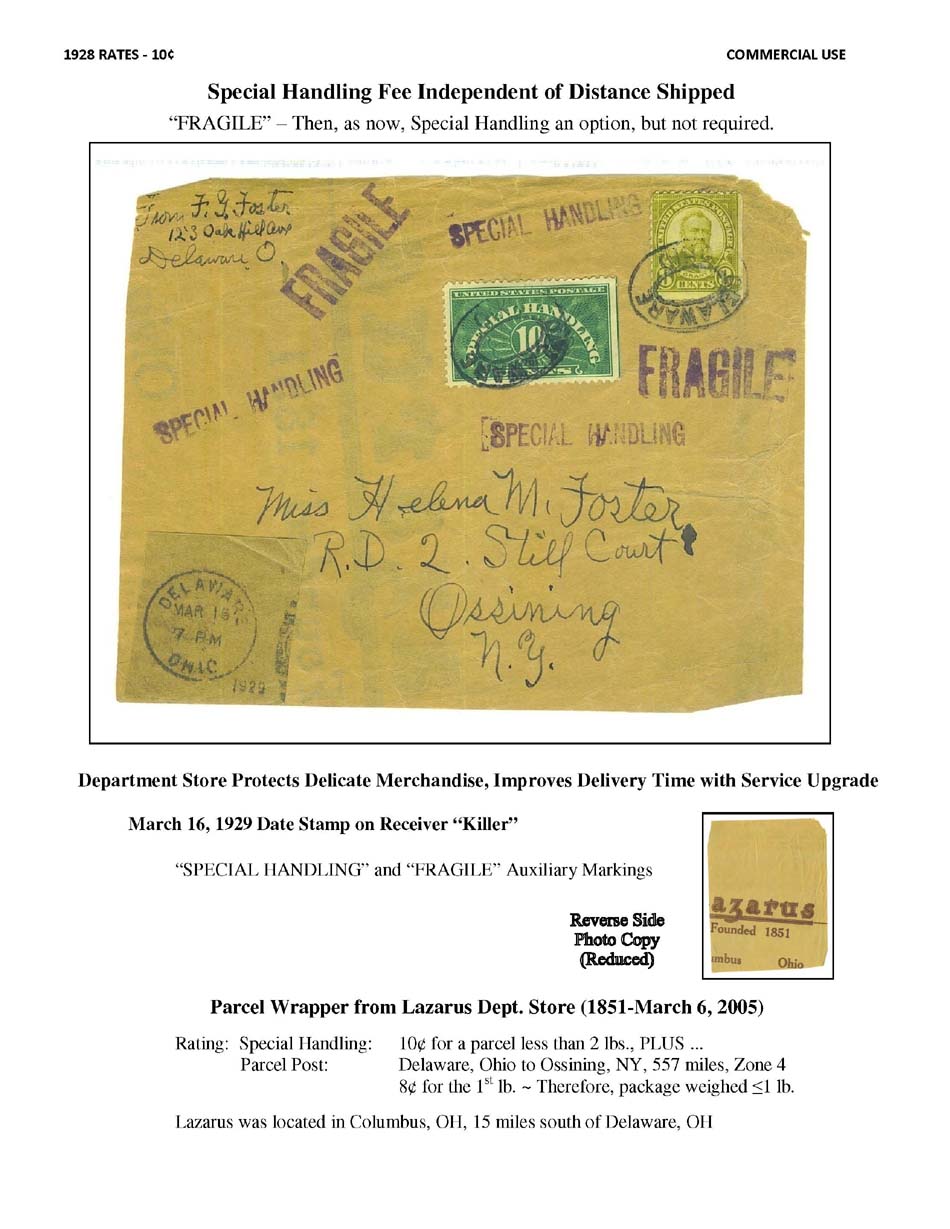 1928 RATES - 10¢
COMMERCIAL USE
Special Handling Fee Independent of Distance Shipped
“FRAGILE” – Then, as now, Special Handling an option, but not required.
From F. G. Foster
123 Oak Hill Ave
Delaware O.
FRAGILE
SPECIAL HANDLING
UNITED STATES POSTAGE
CENTS
DELAWARE
UNITED STATES POSTAGE
SPECIAL HANDLING
10
CENTS
FRAGILE
SPECIAL HANDLING
SPECIAL HANDLING
Miss Helena M. Foster
R.D. 2. Still Court
Ossining
N.Y.
DELAWARE
MAR 16
7 PM
OHIO
1929
Department Store Protects Delicate Merchandise, Improves Delivery Time with Service Upgrade
March 16, 1929 Date Stamp on Receiver “Killer”
“SPECIAL HANDLING” and “FRAGILE” Auxiliary Markings
Reverse Side
Photo Copy
(Reduced)
azarus
Founded 1851
mbus Ohio
Parcel Wrapper from Lazarus Dept. Store (1851-March 6, 2005)
Rating: Special Handling: 10¢ for a parcel less than 2 lbs., PLUS ...
Parcel Post: Delaware, Ohio to Ossining, NY, 557 miles, Zone 4
8¢ for the 1st lb. ~ Therefore, package weighed ≤1 lb.
Lazarus was located in Columbus, OH, 15 miles south of Delaware, OH